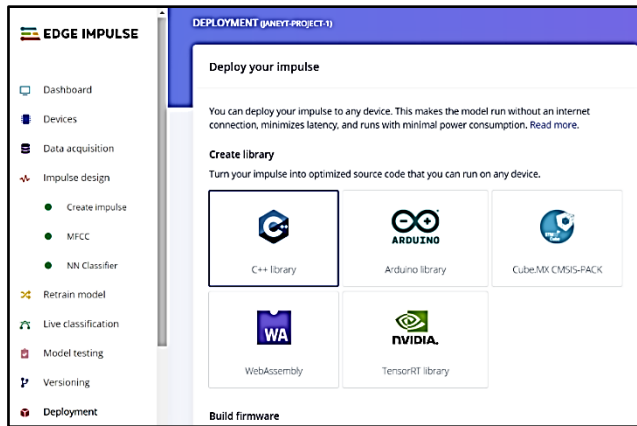 EDGE IMPULSE
Dashboard
Devices
Data acquisition
Impulse design
Create impulse
MFCC
NN Classifier
Retrain model
Live classification
Model testing
Versioning
Deployment
DEPLOYMENT (JANEYT-PROJECT-1)
Deploy your impulse
You can deploy your impulse to any device. This makes the model run without an internet
connection, minimizes latency, and runs with minimal power consumption. Read more.
Create library
Turn your impulse into optimized source code that you can run on any device.
C++
ARDUINO
C++ library
Arduino library
Cube.MX CMSIS-PACK
WA
NVIDIA.
WebAssembly
TensorRT library
Build firmware